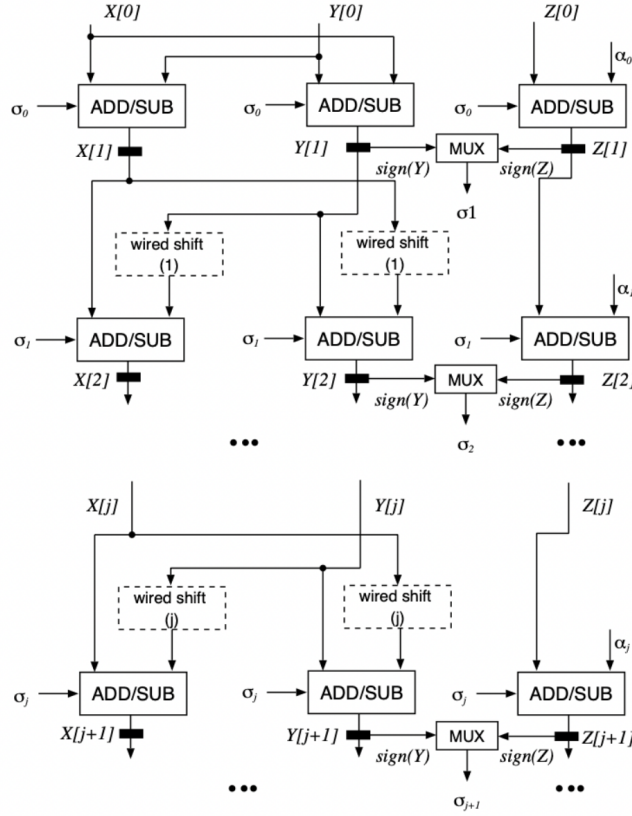 X[0] Y[0] Z[0]
α0
σ0 ADD/SUB σ0 ADD/SUB σ0 ADD/SUB
X[1] Y[1] MUX Z[1]
sign(Y) sign(Z)
σ1
wired shift
(1)
wired shift
(1)
α1
σ1 ADD/SUB σ1 ADD/SUB σ1 ADD/SUB
X[2] Y[2] MUX Z[2]
sign(Y) sign(Z)
σ2
•••  •••
X[j] Y[j] Z[j]
wired shift
(j)
wired shift
(j)
αj
σj ADD/SUB σj ADD/SUB σj ADD/SUB
X[j+1] Y[j+1] MUX Z[j+1]
sign(Y) sign(Z)
σj+1
•••  •••